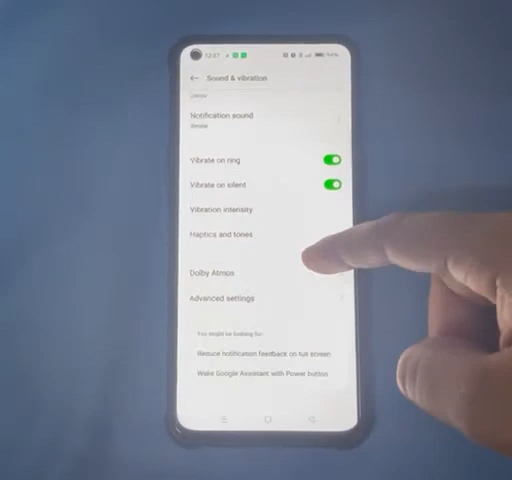 Sound & vibration
Notification sound
Vibrate on ring
Vibrate on silent
Vibration intensity
Haptics and tones
Dolby Atmos
Advanced settings
You might be looking for:
Reduce notification feedback on full screen
Wake Google Assistant with Power button